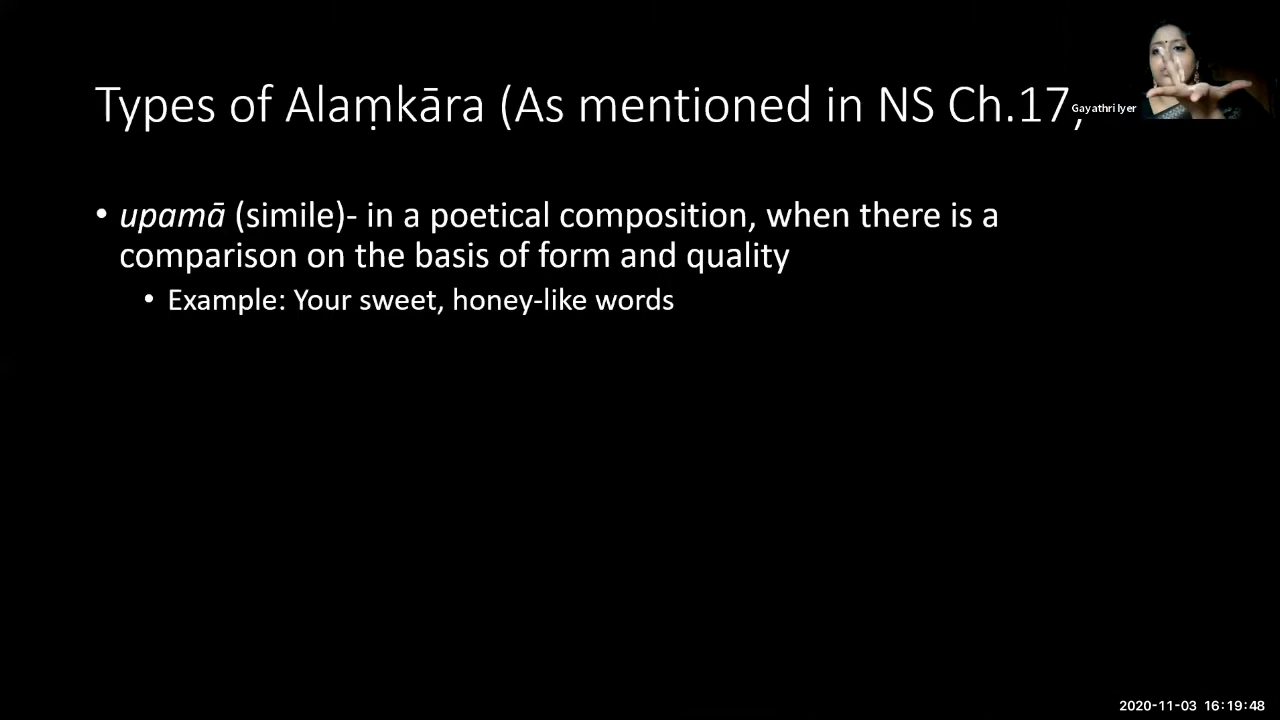 Types of Alaṃkāra (As mentioned in NS Ch.17,
Gayathri Iyer
• upamā (simile)- in a poetical composition, when there is a
comparison on the basis of form and quality
• Example: Your sweet, honey-like words
2020-11-03 16:19:48